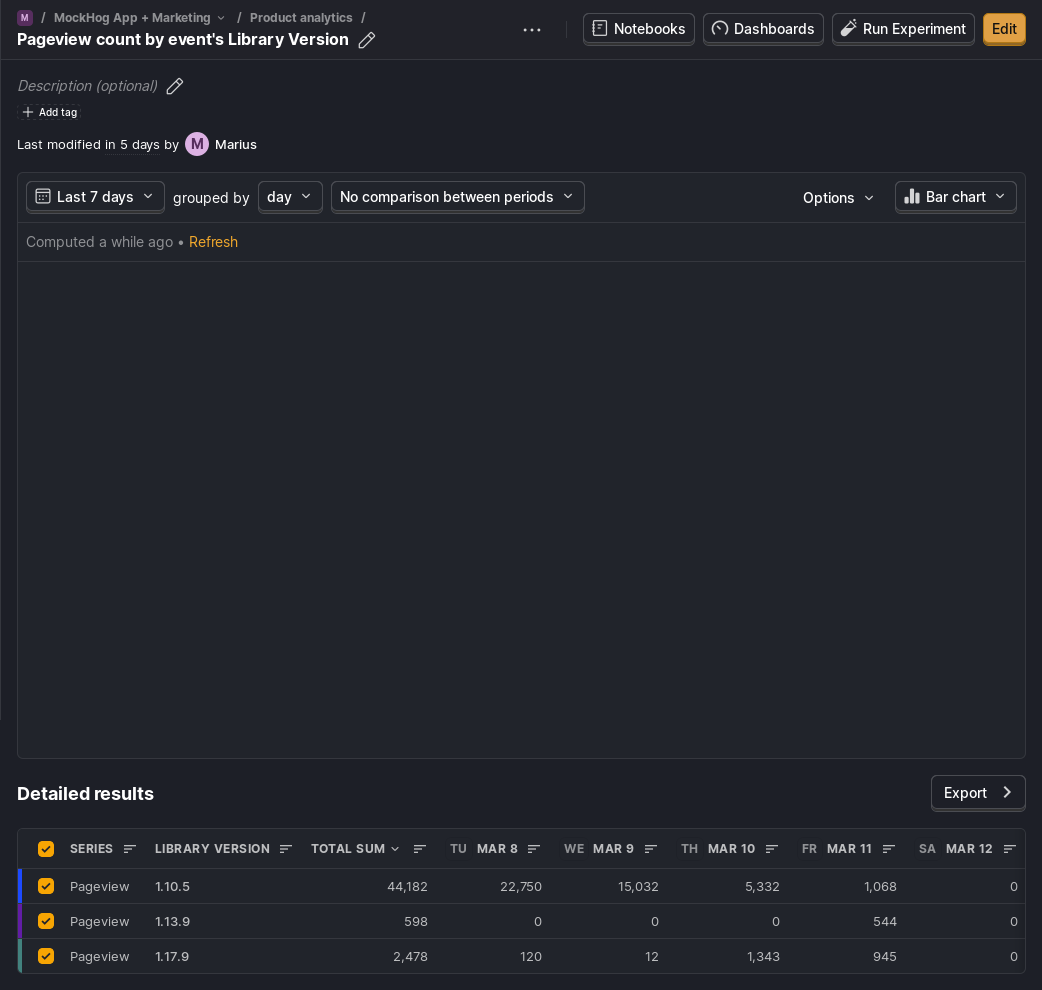 M / MockHog App + Marketing / Product analytics /
Pageview count by event's Library Version
Notebooks Dashboards Run Experiment Edit
Description (optional)
Add tag
Last modified in 5 days by M Marius
Last 7 days grouped by day No comparison between periods Options Bar chart
Computed a while ago • Refresh
Detailed results
Export
SERIES LIBRARY VERSION TOTAL SUM TU MAR 8 WE MAR 9 TH MAR 10 FR MAR 11 SA MAR 12
Pageview 1.10.5 44,182 22,750 15,032 5,332 1,068 0
Pageview 1.13.9 598 0 0 0 544 0
Pageview 1.17.9 2,478 120 12 1,343 945 0